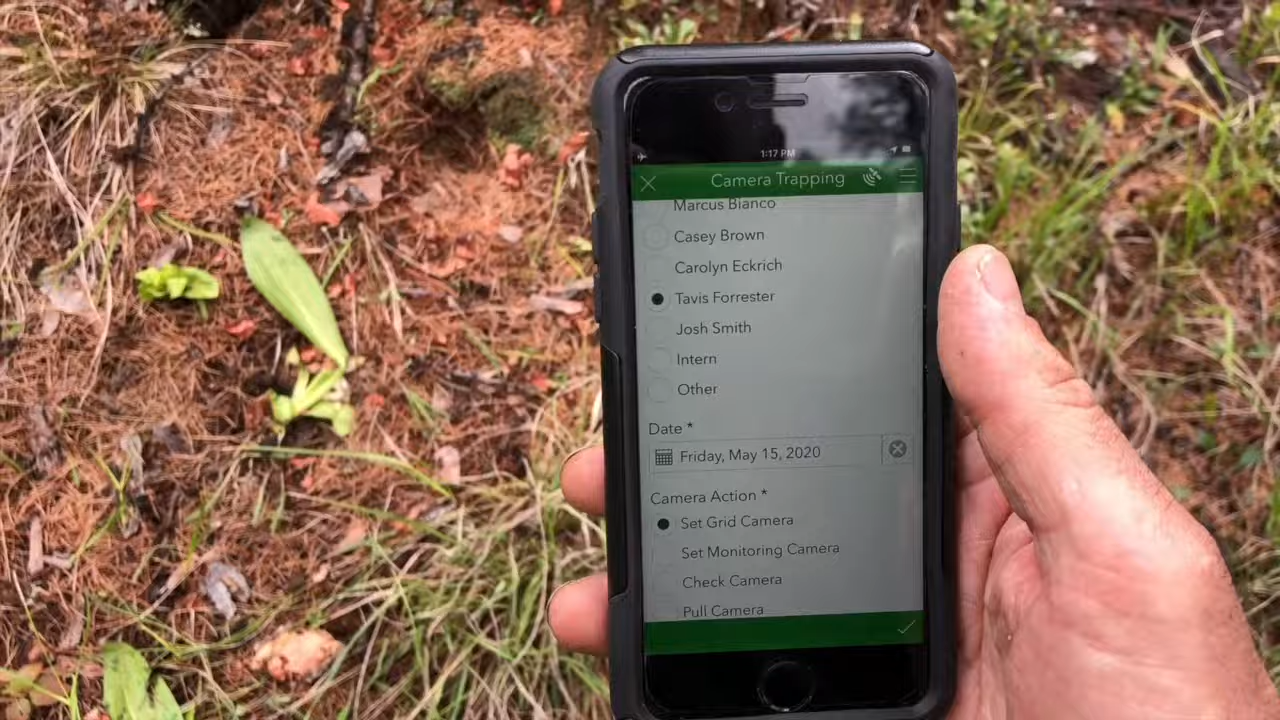 1:17 PM
Camera Trapping
Marcus Bianco
Casey Brown
Carolyn Eckrich
Tavis Forrester
Josh Smith
Intern
Other
Date *
Friday, May 15, 2020
Camera Action *
Set Grid Camera
Set Monitoring Camera
Check Camera
Pull Camera